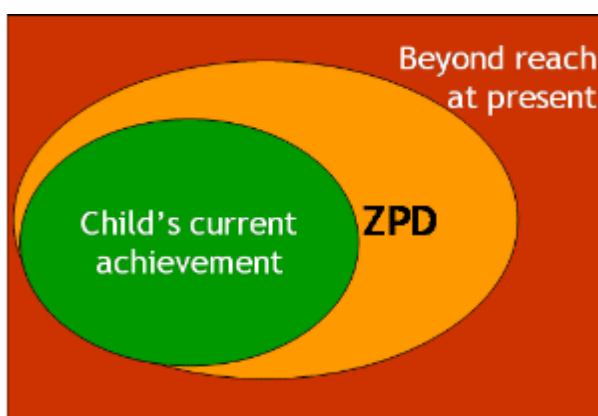 Beyond reach
at present
Child's current
achievement
ZPD